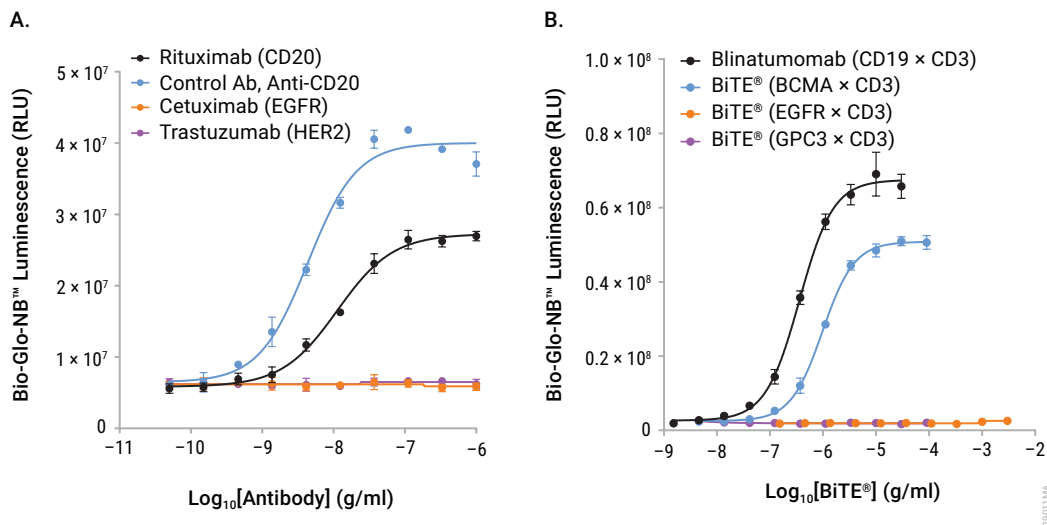 A.
Rituximab (CD20)
Control Ab, Anti-CD20
Cetuximab (EGFR)
Trastuzumab (HER2)
Bio-Glo-NB™ Luminescence (RLU)
5 × 10⁷
4 × 10⁷
3 × 10⁷
2 × 10⁷
1 × 10⁷
0
−11
−10
−9
−8
−7
−6
Log₁₀[Antibody] (g/ml)
B.
Blinatumomab (CD19 × CD3)
BiTE® (BCMA × CD3)
BiTE® (EGFR × CD3)
BiTE® (GPC3 × CD3)
Bio-Glo-NB™ Luminescence (RLU)
1.0 × 10⁸
0.8 × 10⁸
0.6 × 10⁸
0.4 × 10⁸
0.2 × 10⁸
0
−9
−8
−7
−6
−5
−4
−3
−2
Log₁₀[BiTE®] (g/ml)